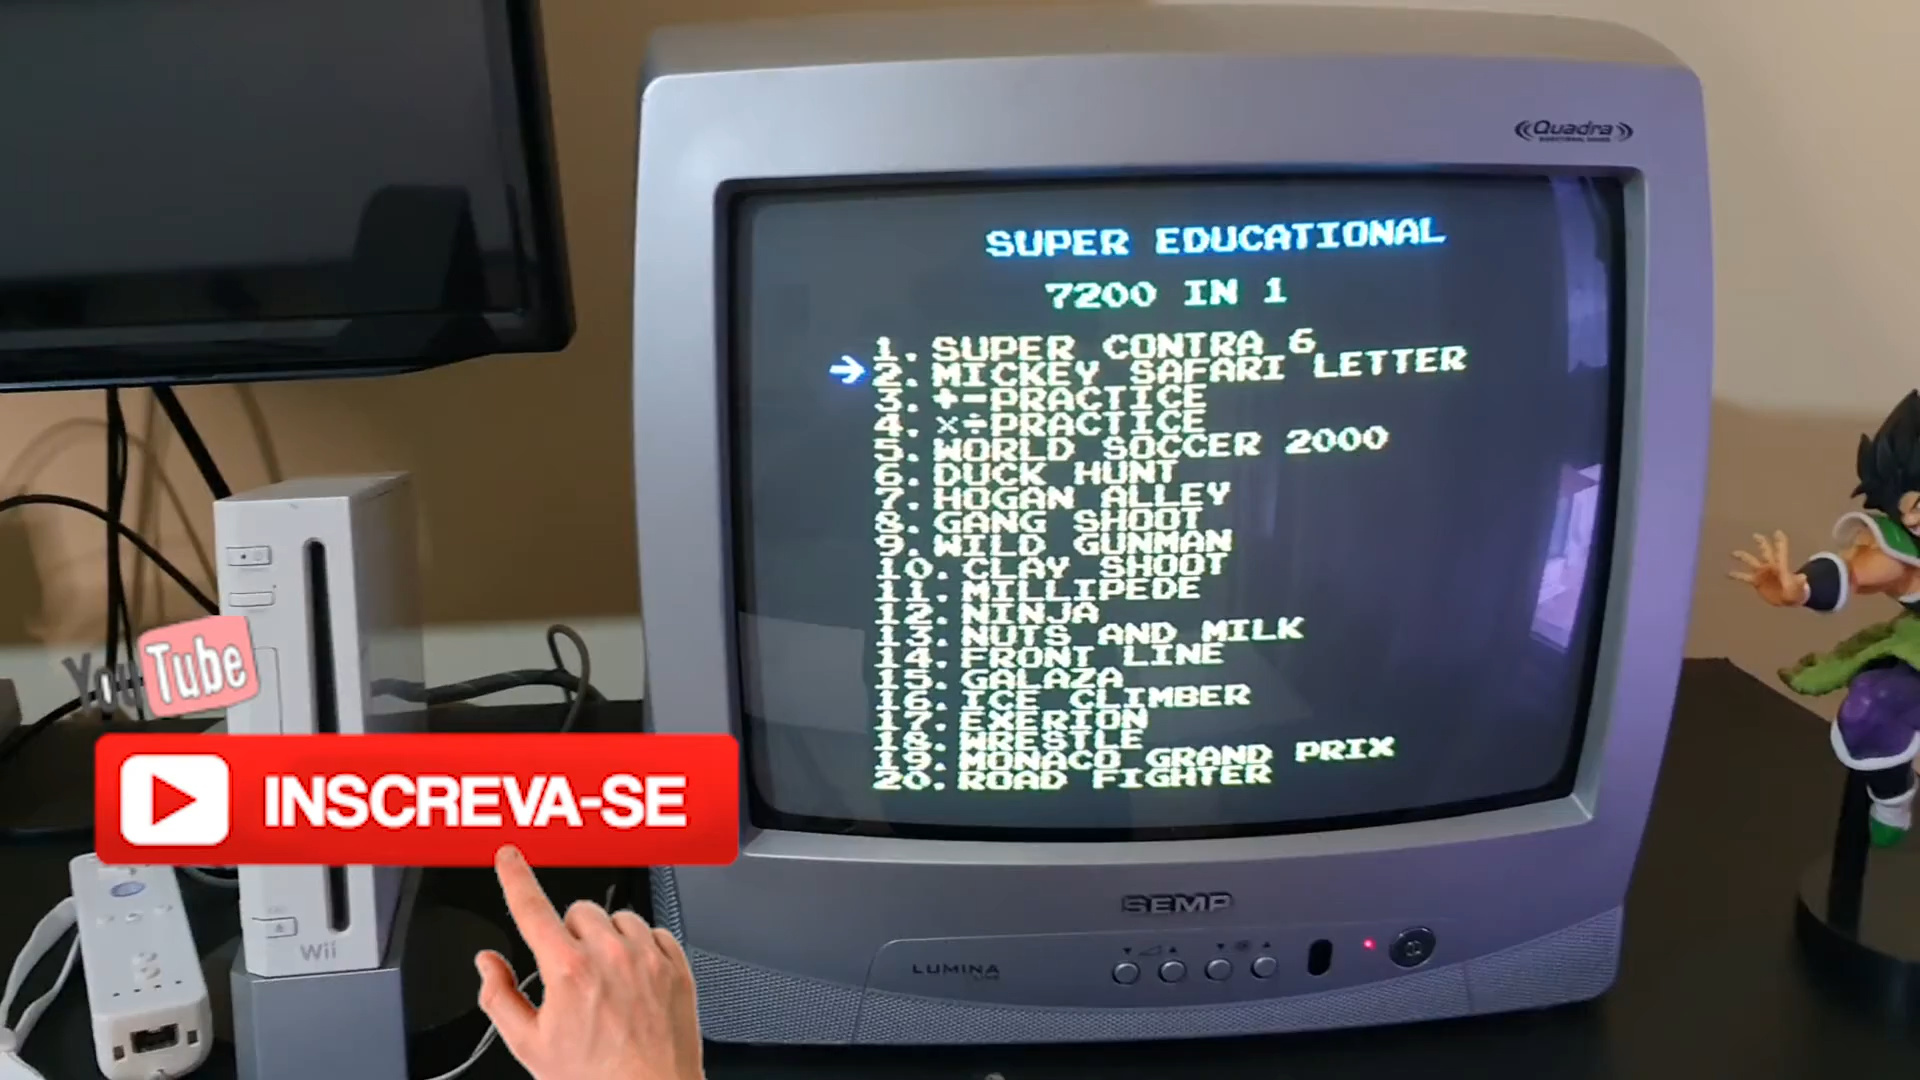 Quadra
SUPER EDUCATIONAL
7200 IN 1
1. SUPER CONTRA 6
→ 2. MICKEY SAFARI LETTER
3. +-PRACTICE
4. ×÷PRACTICE
5. WORLD SOCCER 2000
6. DUCK HUNT
7. HOGAN ALLEY
8. GANG SHOOT
9. WILD GUNMAN
10. CLAY SHOOT
11. MILLIPEDE
12. NINJA
13. NUTS AND MILK
14. FRONT LINE
15. GALAZA
16. ICE CLIMBER
17. EXERION
18. WRESTLE
19. MONACO GRAND PRIX
20. ROAD FIGHTER
YouTube
INSCREVA-SE
SEMP
LUMINA LINE
Wii